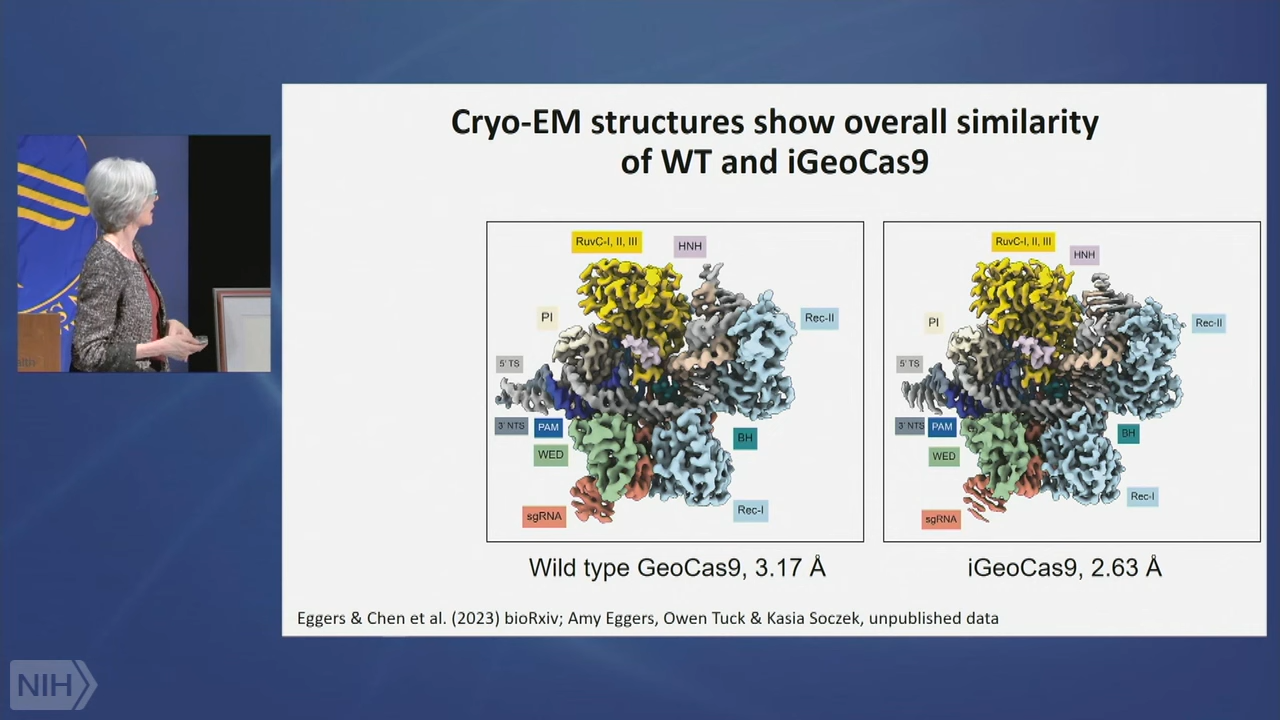 Cryo-EM structures show overall similarity
of WT and iGeoCas9
RuvC-I, II, III
HNH
PI
Rec-II
5' TS
3' NTS
PAM
WED
BH
sgRNA
Rec-I
RuvC-I, II, III
HNH
PI
Rec-II
5' TS
3' NTS
PAM
WED
BH
sgRNA
Rec-I
Wild type GeoCas9, 3.17 Å
iGeoCas9, 2.63 Å
Eggers & Chen et al. (2023) bioRxiv; Amy Eggers, Owen Tuck & Kasia Soczek, unpublished data
NIH